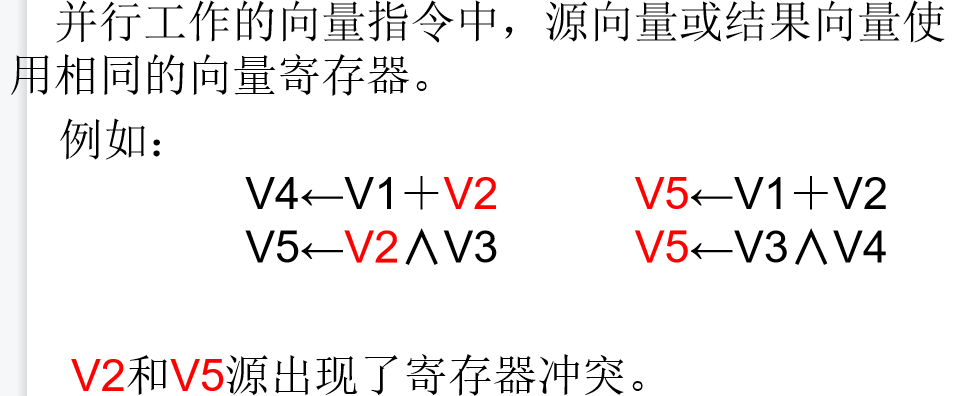 并行工作的向量指令中，源向量或结果向量使
用相同的向量寄存器。
例如：
V4←V1＋V2 V5←V1＋V2
V5←V2∧V3 V5←V3∧V4
V2和V5源出现了寄存器冲突。